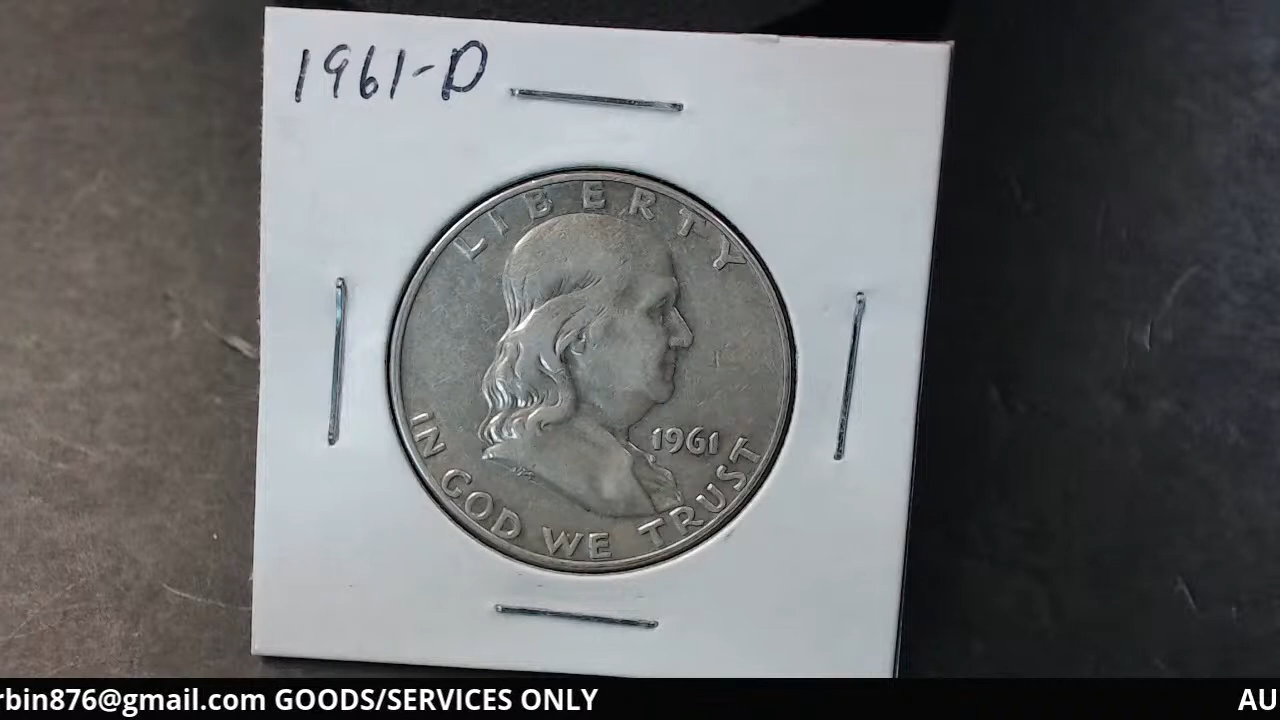 1961-D
LIBERTY
1961
IN GOD WE TRUST
rbin876@gmail.com GOODS/SERVICES ONLY
AU